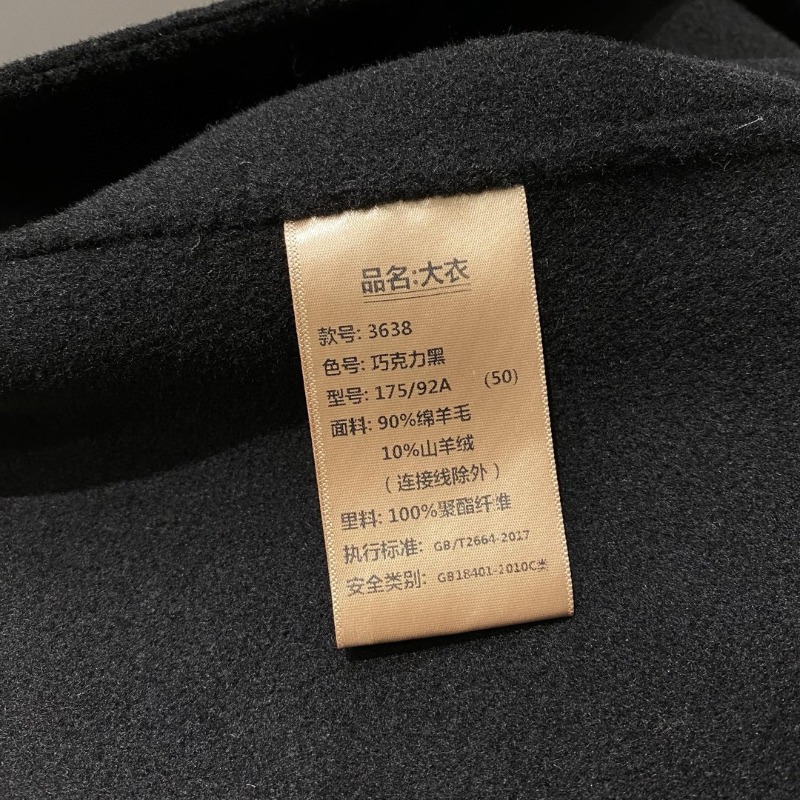 品名:大衣
款号: 3638
色号: 巧克力黑
型号: 175/92A (50)
面料: 90%绵羊毛
10%山羊绒
(连接线除外)
里料: 100%聚酯纤维
执行标准: GB/T2664-2017
安全类别: GB18401-2010C类